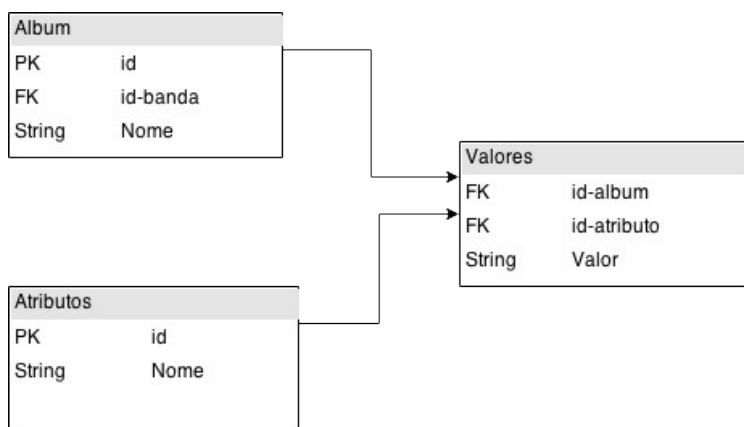 Album
PK id
FK id-banda
String Nome
Valores
FK id-album
FK id-atributo
String Valor
Atributos
PK id
String Nome